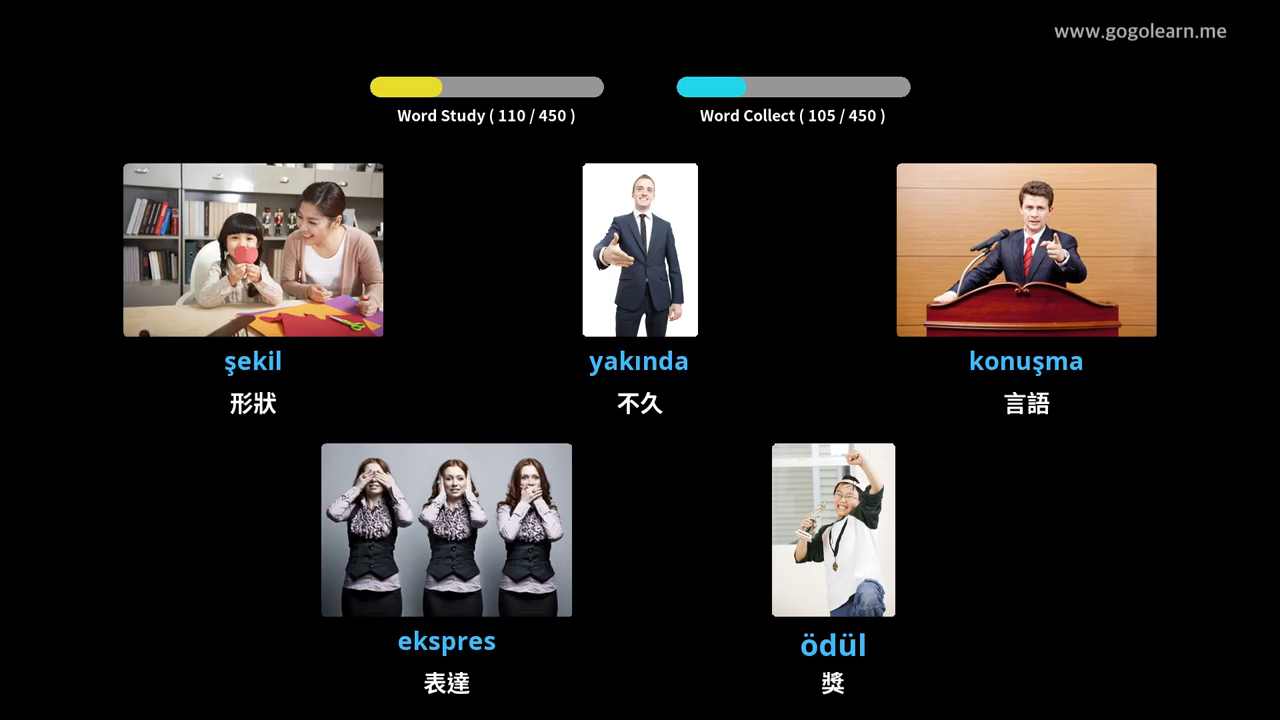 www.gogolearn.me
Word Study ( 110 / 450 )
Word Collect ( 105 / 450 )
şekil
形狀
yakında
不久
konuşma
言語
ekspres
表達
ödül
獎